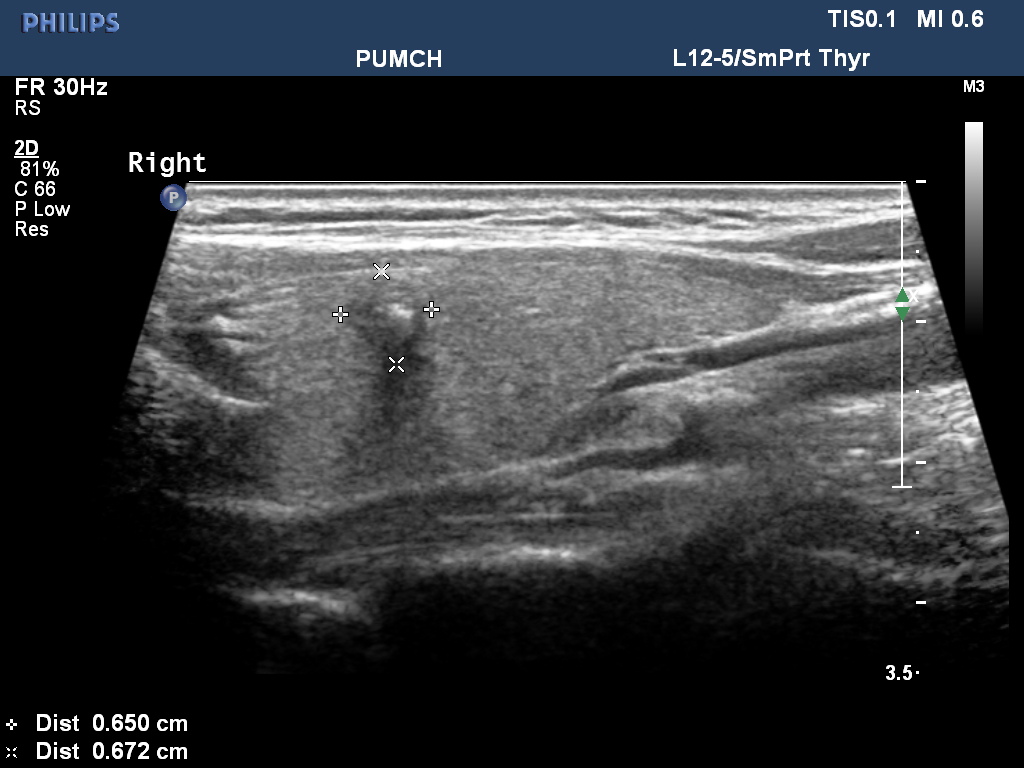 PHILIPS
TIS0.1 MI 0.6
PUMCH
L12-5/SmPrt Thyr
FR 30Hz
RS
M3
2D
81%
C 66
P Low
Res
Right
P
X
3.5
Dist 0.650 cm
Dist 0.672 cm